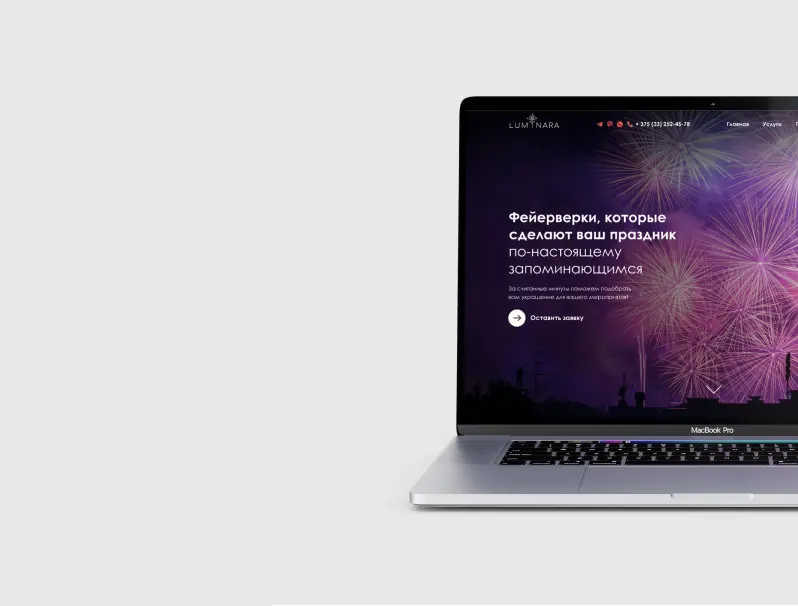 LUMINARA
+ 375 (33) 252-45-78
Главная
Услуги
Фейерверки, которые
сделают ваш праздник
по-настоящему
запоминающимся
За считанные минуты поможем подобрать
вам украшение для вашего мероприятия!
Оставить заявку
MacBook Pro